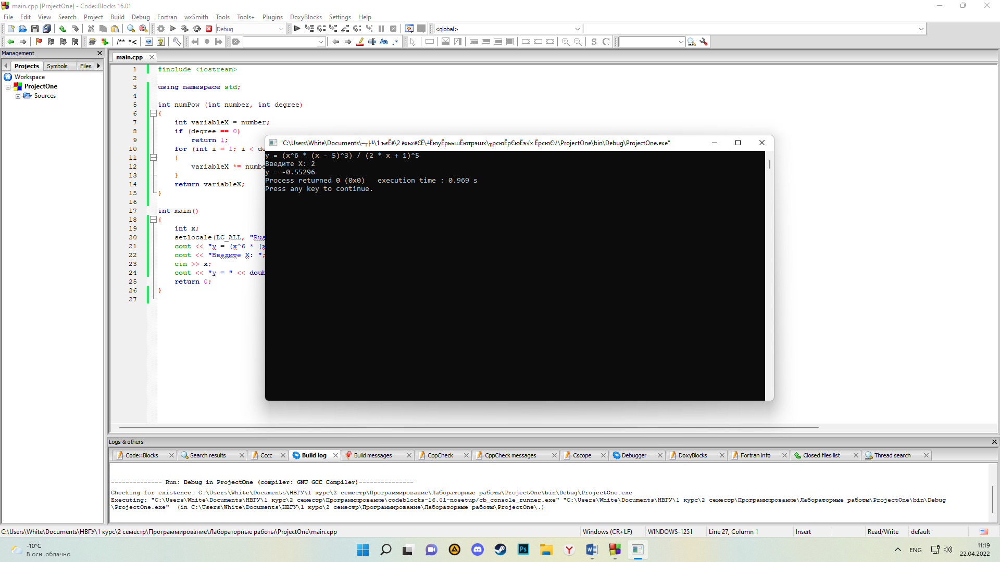 main.cpp [ProjectOne] - Code::Blocks 16.01
File Edit View Search Project Build Debug Fortran wxSmith Tools Tools+ Plugins DoxyBlocks Settings Help
Debug
<global>
/** *<
Aa .*
S C
Management
Projects Symbols Files
Workspace
ProjectOne
Sources
main.cpp
1 #include <iostream>
2
3 using namespace std;
4
5 int numPow (int number, int degree)
6 {
7 int variableX = number;
8 if (degree == 0)
9 return 1;
10 for (int i = 1; i < de
11 {
12 variableX *= numbe
13 }
14 return variableX;
15 }
16
17 int main()
18 {
19 int x;
20 setlocale(LC_ALL, "Rus
21 cout << "y = (x^6 * (x
22 cout << "Введите X: ";
23 cin >> x;
24 cout << "y = " << doub
25 return 0;
26 }
27
\ProjectOne\bin\Debug\ProjectOne.exe"
y = (x^6 * (x - 5)^3) / (2 * x + 1)^5
Введите X: 2
y = -0.55296
Process returned 0 (0x0) execution time : 0.969 s
Press any key to continue.
Logs & others
Code::Blocks Search results Cccc Build log Build messages CppCheck CppCheck messages Cscope Debugger DoxyBlocks Fortran info Closed files list Thread search
-------------- Run: Debug in ProjectOne (compiler: GNU GCC Compiler)---------------
Checking for existence: C:\Users\White\Documents\НВГУ\1 курс\2 семестр\Программирование\Лабораторные работы\ProjectOne\bin\Debug\ProjectOne.exe
Executing: "C:\Users\White\Documents\НВГУ\1 курс\2 семестр\Программирование\codeblocks-16.01-nosetup/cb_console_runner.exe" "C:\Users\White\Documents\НВГУ\1 курс\2 семестр\Программирование\Лабораторные работы\ProjectOne\bin\Debug
\ProjectOne.exe" (in C:\Users\White\Documents\НВГУ\1 курс\2 семестр\Программирование\Лабораторные работы\ProjectOne\.)
C:\Users\White\Documents\НВГУ\1 курс\2 семестр\Программирование\Лабораторные работы\ProjectOne\main.cpp Windows (CR+LF) WINDOWS-1251 Line 27, Column 1 Insert Read/Write default
-10°C
В осн. облачно
Ps
Y
W
ENG
11:19
22.04.2022